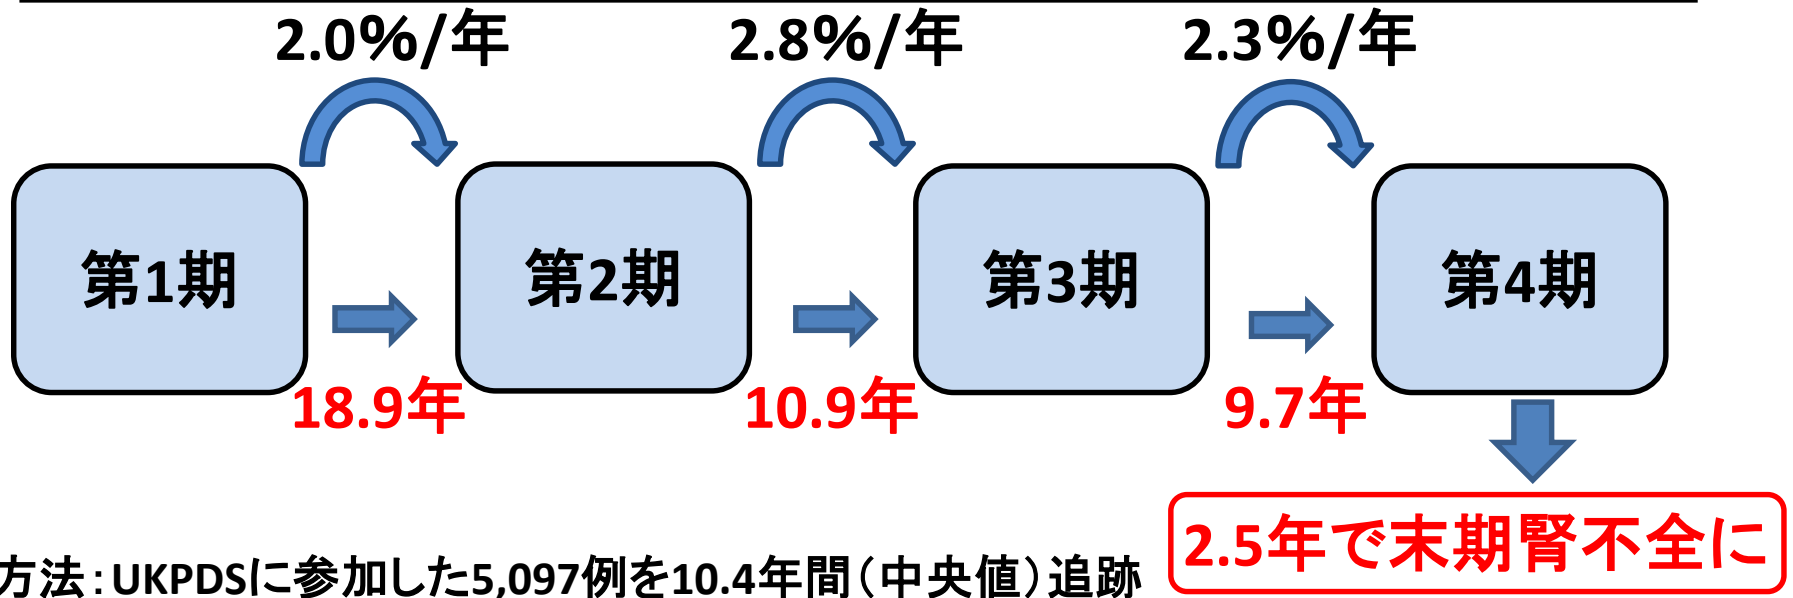 2.0%/年 2.8%/年 2.3%/年
第1期 第2期 第3期 第4期
18.9年 10.9年 9.7年
2.5年で末期腎不全に
方法:UKPDSに参加した5,097例を10.4年間(中央値)追跡